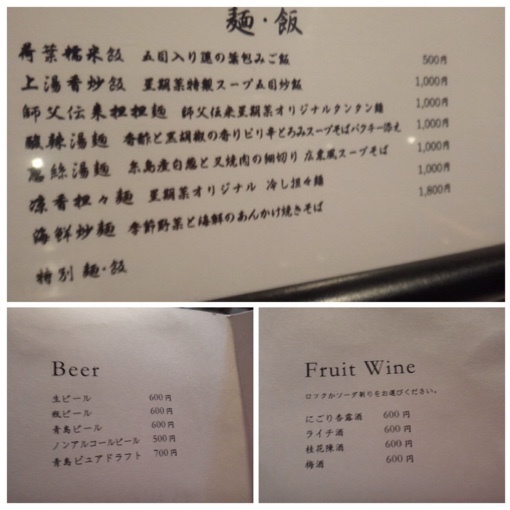 麺・飯
荷葉糯米飯 五目入り蓮の葉包みご飯 500円
上湯香炒飯 星期菜特製スープ五目炒飯 1,000円
師父伝来担担麺 師父伝来星期菜オリジナルタンタン麺 1,000円
酸辣湯麺 香酢と黒胡椒の香りピリ辛とろみスープそばパクチー添え 1,000円
葱絲湯麺 糸島産白葱と叉焼肉の細切り 広東風スープそば 1,000円
涼香担々麺 星期菜オリジナル 冷し担々麺 1,000円
海鮮炒麺 季節野菜と海鮮のあんかけ焼きそば 1,800円
特別 麺・飯
Beer
生ビール 600円
瓶ビール 600円
青島ビール 600円
ノンアルコールビール 500円
青島ピュアドラフト 700円
Fruit Wine
ロックかソーダ割りをお選びください。
にごり杏露酒 600円
ライチ酒 600円
桂花陳酒 600円
梅酒 600円